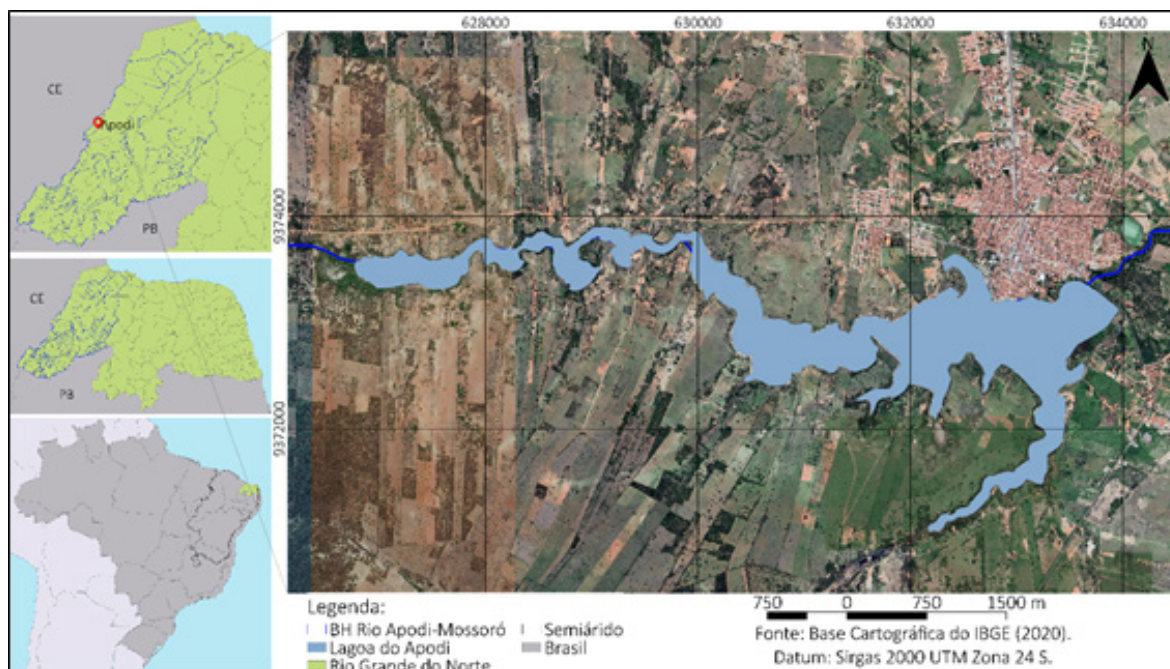 628000 630000 632000 634000
CE
Apodi
PB
CE
PB
9374000
9372000
N
Legenda:
BH Rio Apodi-Mossoró
Semiárido
Lagoa do Apodi
Brasil
Rio Grande do Norte
750 0 750 1500 m
Fonte: Base Cartográfica do IBGE (2020).
Datum: Sirgas 2000 UTM Zona 24 S.